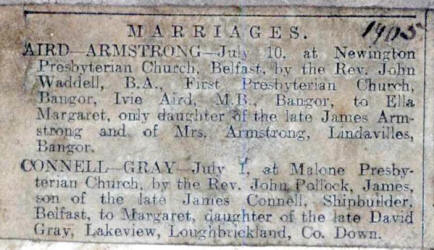 MARRIAGES. 1905
AIRD—ARMSTRONG—July 10, at Newington
Presbyterian Church, Belfast, by the Rev. John
Waddell, B.A., First Presbyterian Church,
Bangor, Ivie Aird, M.B., Bangor, to Ella
Margaret, only daughter of the late James Arm-
strong and of Mrs. Armstrong, Lindavilles,
Bangor.
CONNELL—GRAY—July 1, at Malone Presby-
terian Church, by the Rev. John Pollock, James,
son of the late James Connell, Shipbuilder,
Belfast, to Margaret, daughter of the late David
Gray, Lakeview, Loughbrickland, Co. Down.